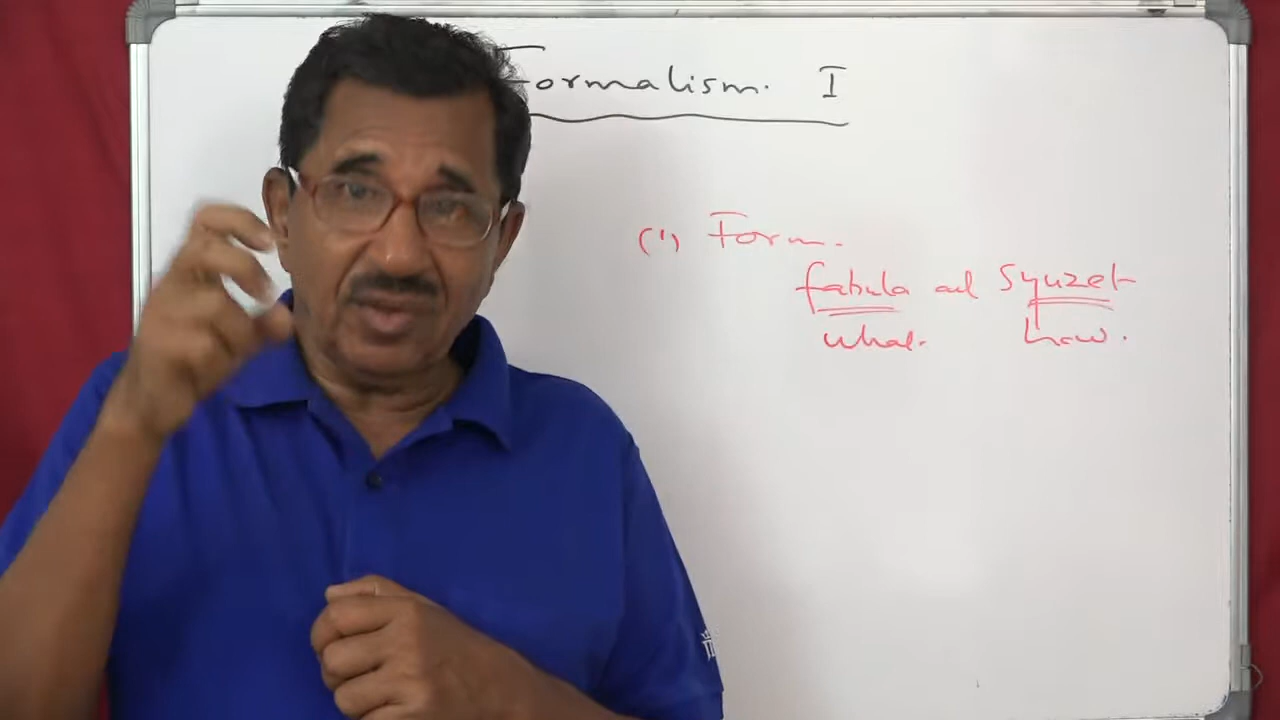 Formalism. I
(1) Form.
fabula and Syuzet
what. how.